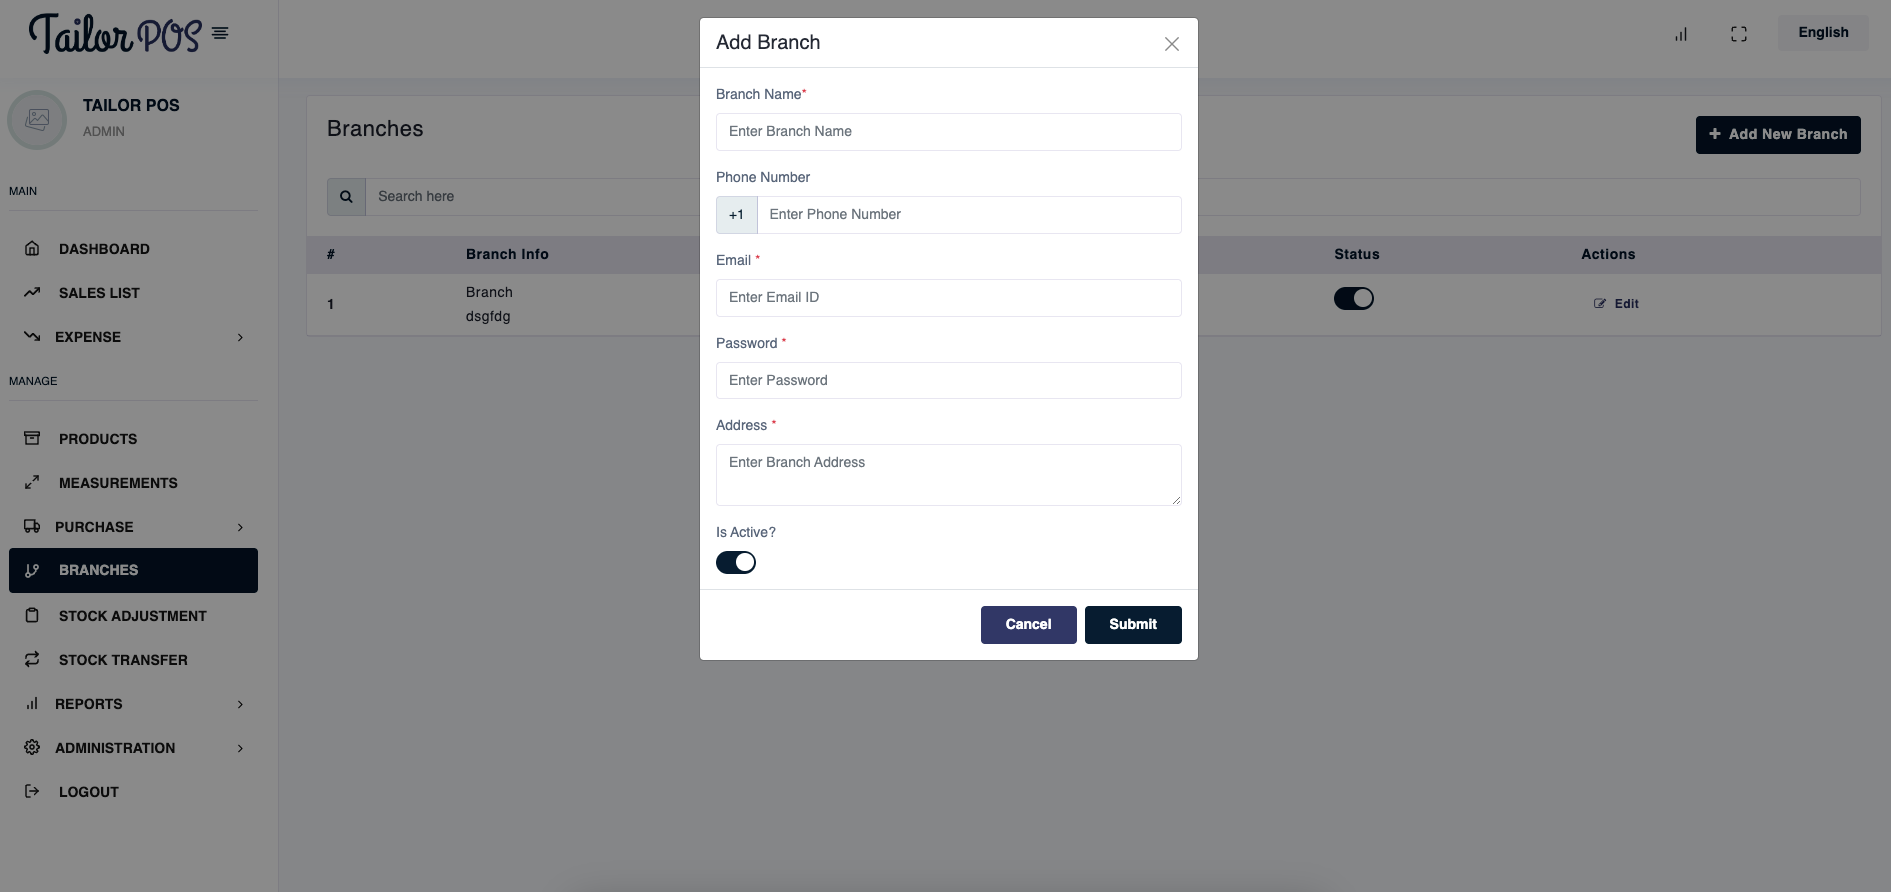 Tailor POS
English
TAILOR POS
ADMIN
MAIN
DASHBOARD
SALES LIST
EXPENSE
MANAGE
PRODUCTS
MEASUREMENTS
PURCHASE
BRANCHES
STOCK ADJUSTMENT
STOCK TRANSFER
REPORTS
ADMINISTRATION
LOGOUT
Branches
+ Add New Branch
Search here
# Branch Info Status Actions
1 Branch
dsgfdg
Edit
Add Branch
Branch Name*
Enter Branch Name
Phone Number
+1 Enter Phone Number
Email *
Enter Email ID
Password *
Enter Password
Address *
Enter Branch Address
Is Active?
Cancel Submit